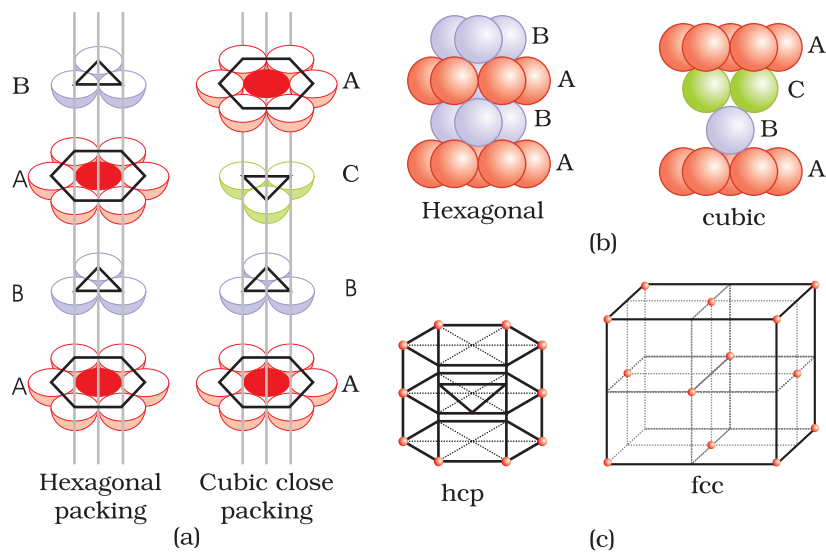 B
A
B
A
Hexagonal
packing
A
C
B
A
Cubic close
packing
(a)
B
A
B
A
Hexagonal
A
C
B
A
cubic
(b)
hcp
fcc
(c)